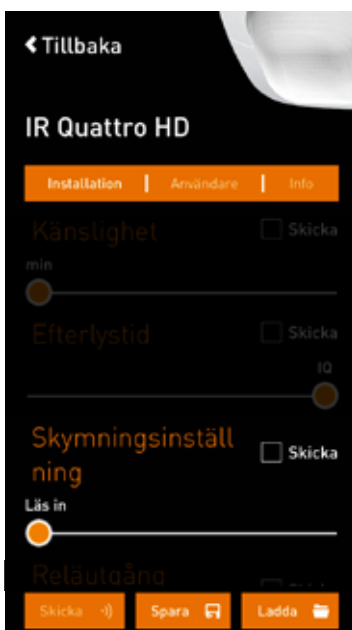 Tillbaka
IR Quattro HD
Installation Användare Info
Känslighet Skicka
min
Efterlystid Skicka
IQ
Skymningsinställ
ning
Skicka
Läs in
Reläutgång
Skicka Spara Ladda